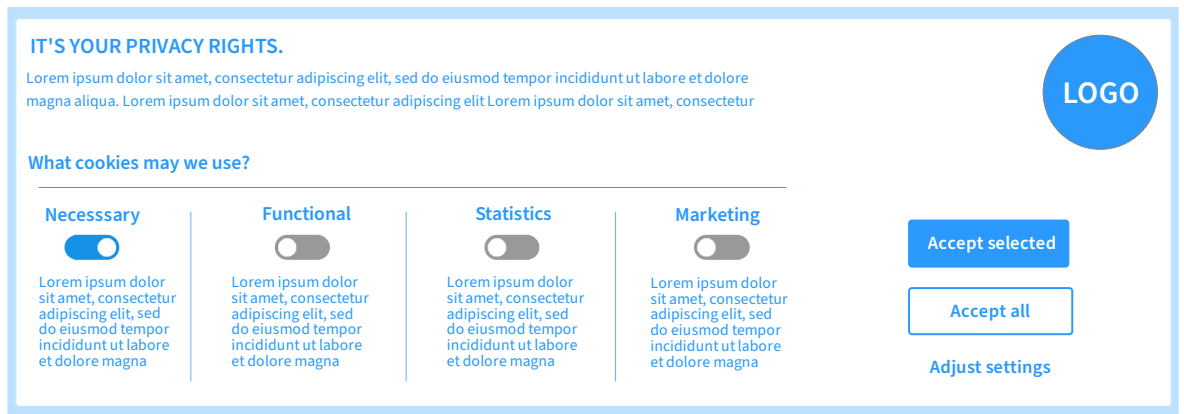 IT'S YOUR PRIVACY RIGHTS.
Lorem ipsum dolor sit amet, consectetur adipiscing elit, sed do eiusmod tempor incididunt ut labore et dolore
magna aliqua. Lorem ipsum dolor sit amet, consectetur adipiscing elit Lorem ipsum dolor sit amet, consectetur
LOGO
What cookies may we use?
Necesssary
Lorem ipsum dolor
sit amet, consectetur
adipiscing elit, sed
do eiusmod tempor
incididunt ut labore
et dolore magna
Functional
Lorem ipsum dolor
sit amet, consectetur
adipiscing elit, sed
do eiusmod tempor
incididunt ut labore
et dolore magna
Statistics
Lorem ipsum dolor
sit amet, consectetur
adipiscing elit, sed
do eiusmod tempor
incididunt ut labore
et dolore magna
Marketing
Lorem ipsum dolor
sit amet, consectetur
adipiscing elit, sed
do eiusmod tempor
incididunt ut labore
et dolore magna
Accept selected
Accept all
Adjust settings